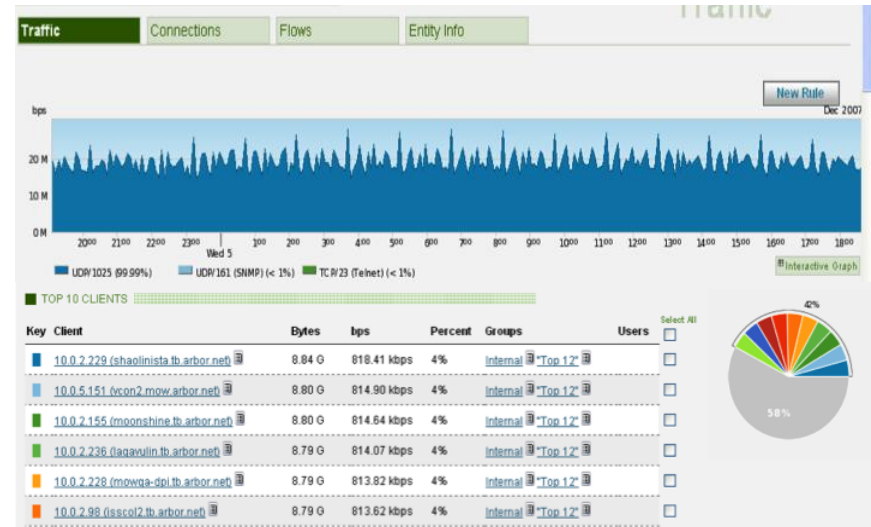 Traffic
Traffic Connections Flows Entity Info
New Rule
bps Dec 2007
20 M
10 M
0 M
2000 2100 2200 2300 100 200 300 400 500 600 700 800 900 1000 1100 1200 1300 1400 1500 1600 1700 1800
Wed 5
UDP/1025 (99.99%) UDP/161 (SNMP) (< 1%) TCP/23 (Telnet) (< 1%)
Interactive Graph
TOP 10 CLIENTS
42%
58%
Select All
Key Client Bytes bps Percent Groups Users
10.0.2.229 (shaolinista.tb.arbor.net) 8.84 G 818.41 kbps 4% Internal "Top 12"
10.0.5.151 (vcon2.mow.arbor.net) 8.80 G 814.90 kbps 4% Internal "Top 12"
10.0.2.155 (moonshine.tb.arbor.net) 8.80 G 814.64 kbps 4% Internal "Top 12"
10.0.2.236 (lagavulin.tb.arbor.net) 8.79 G 814.07 kbps 4% Internal "Top 12"
10.0.2.228 (mowga-dpi.tb.arbor.net) 8.79 G 813.82 kbps 4% Internal "Top 12"
10.0.2.98 (isscol2.tb.arbor.net) 8.79 G 813.62 kbps 4% Internal "Top 12"